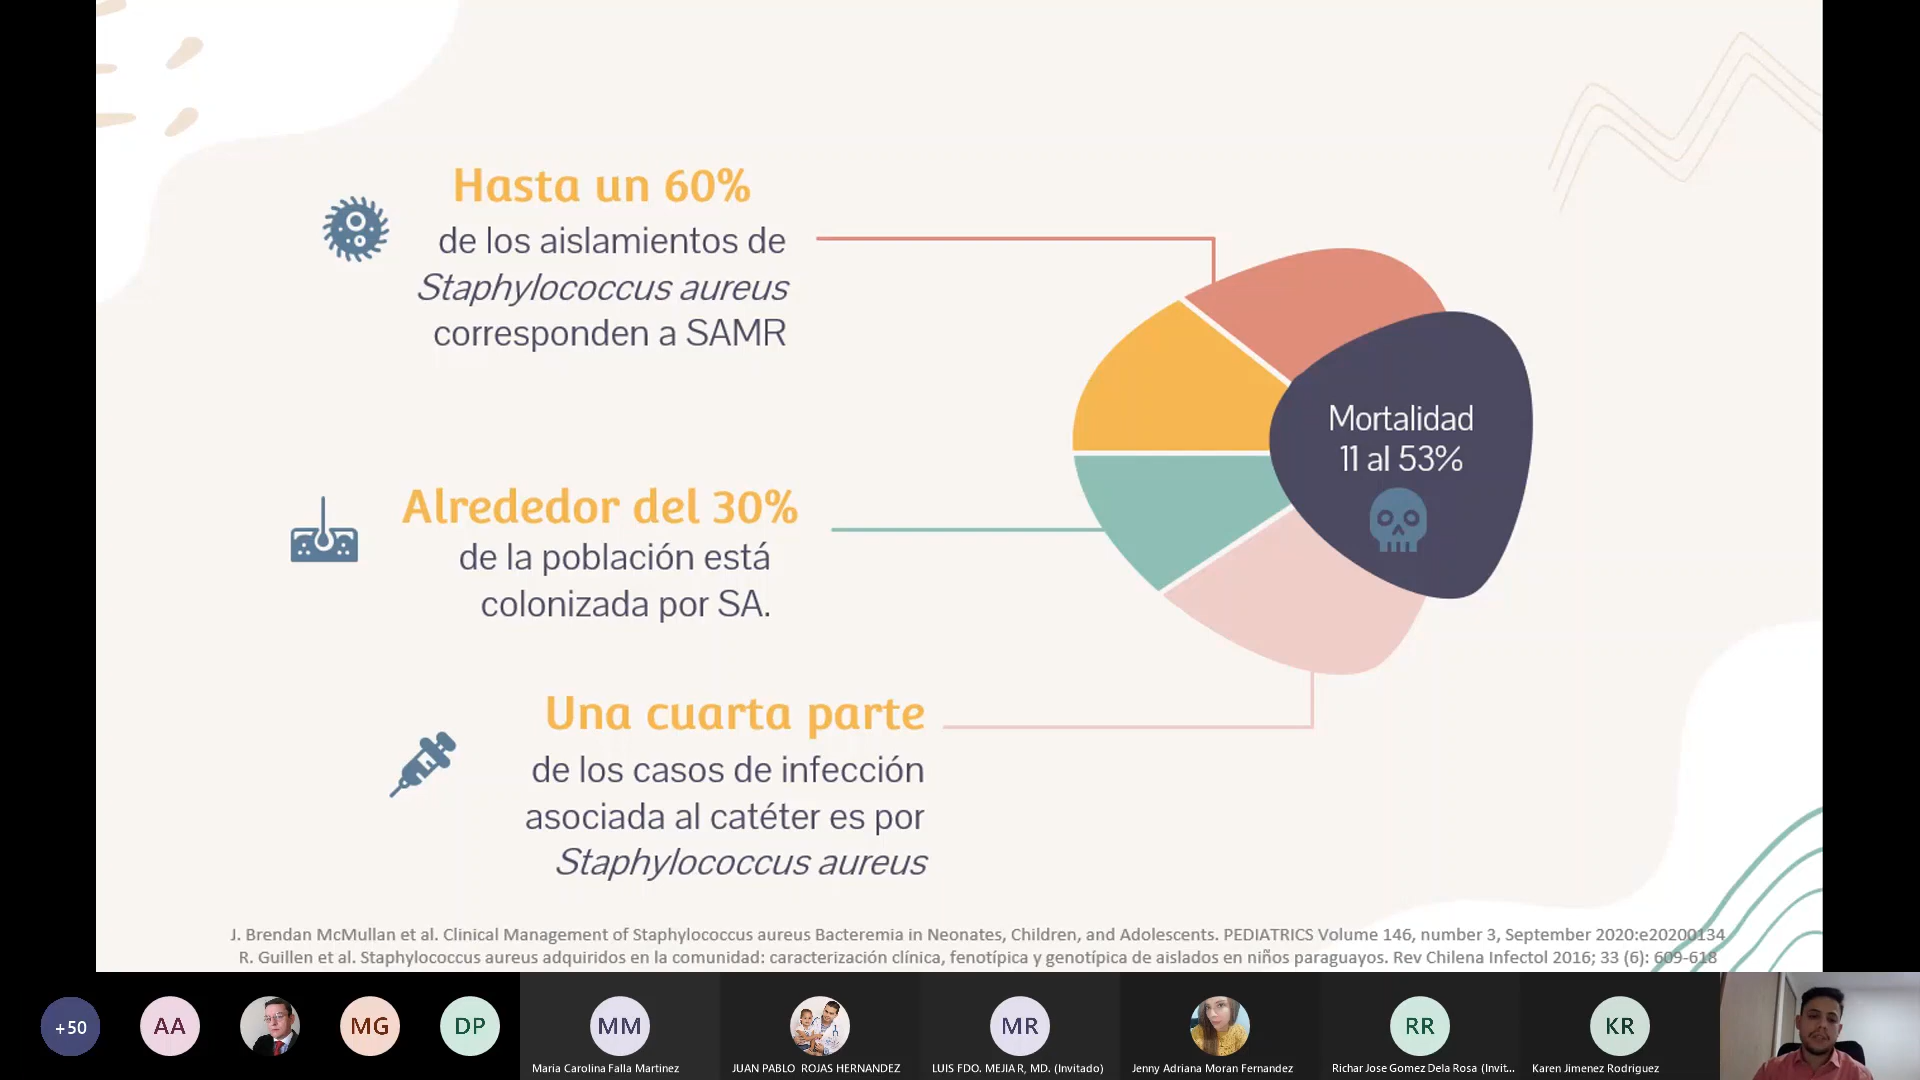 Hasta un 60%
de los aislamientos de
Staphylococcus aureus
corresponden a SAMR
Mortalidad
11 al 53%
Alrededor del 30%
de la población está
colonizada por SA.
Una cuarta parte
de los casos de infección
asociada al catéter es por
Staphylococcus aureus
J. Brendan McMullan et al. Clinical Management of Staphylococcus aureus Bacteremia in Neonates, Children, and Adolescents. PEDIATRICS Volume 146, number 3, September 2020:e20200134
R. Guillen et al. Staphylococcus aureus adquiridos en la comunidad: caracterización clínica, fenotípica y genotípica de aislados en niños paraguayos. Rev Chilena Infectol 2016; 33 (6): 609-618
+50 AA MG DP MM MR RR KR
Maria Carolina Falla Martinez JUAN PABLO ROJAS HERNANDEZ LUIS FDO. MEJIA R, MD. (Invitado) Jenny Adriana Moran Fernandez Richar Jose Gomez Dela Rosa (Invit... Karen Jimenez Rodriguez